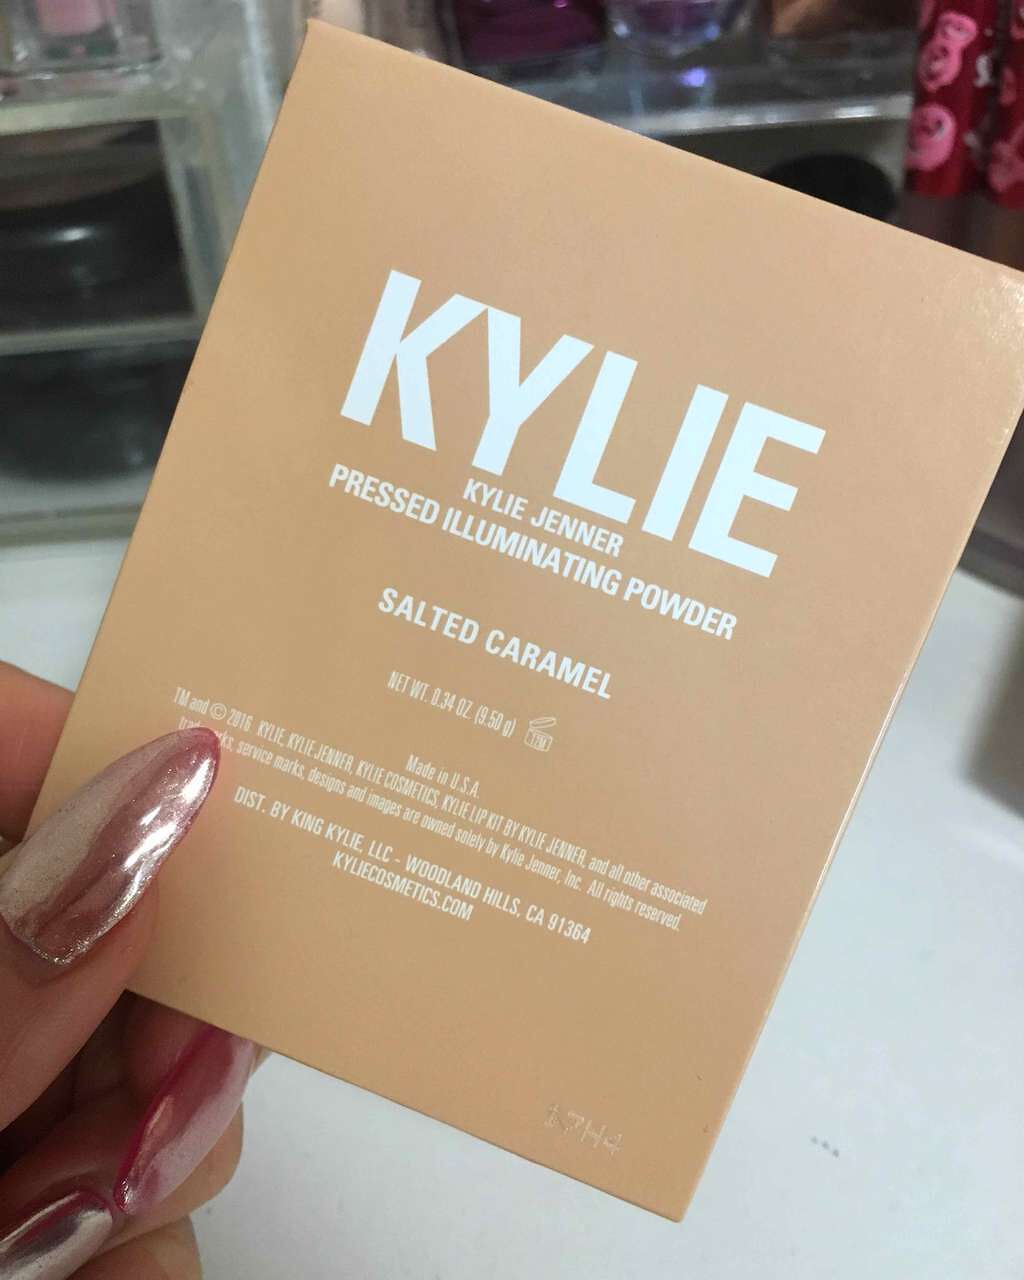 KYLIE
KYLIE JENNER
PRESSED ILLUMINATING POWDER
SALTED CARAMEL
NET WT. 0.34 OZ. (9.50 g)
12M
Made in U.S.A.
TM and © 2016 KYLIE, KYLIE JENNER, KYLIE COSMETICS, KYLIE LIP KIT BY KYLIE JENNER, and all other associated
service marks, designs and images are owned solely by Kylie Jenner, Inc. All rights reserved.
DIST. BY KING KYLIE, LLC - WOODLAND HILLS, CA 91364
KYLIECOSMETICS.COM